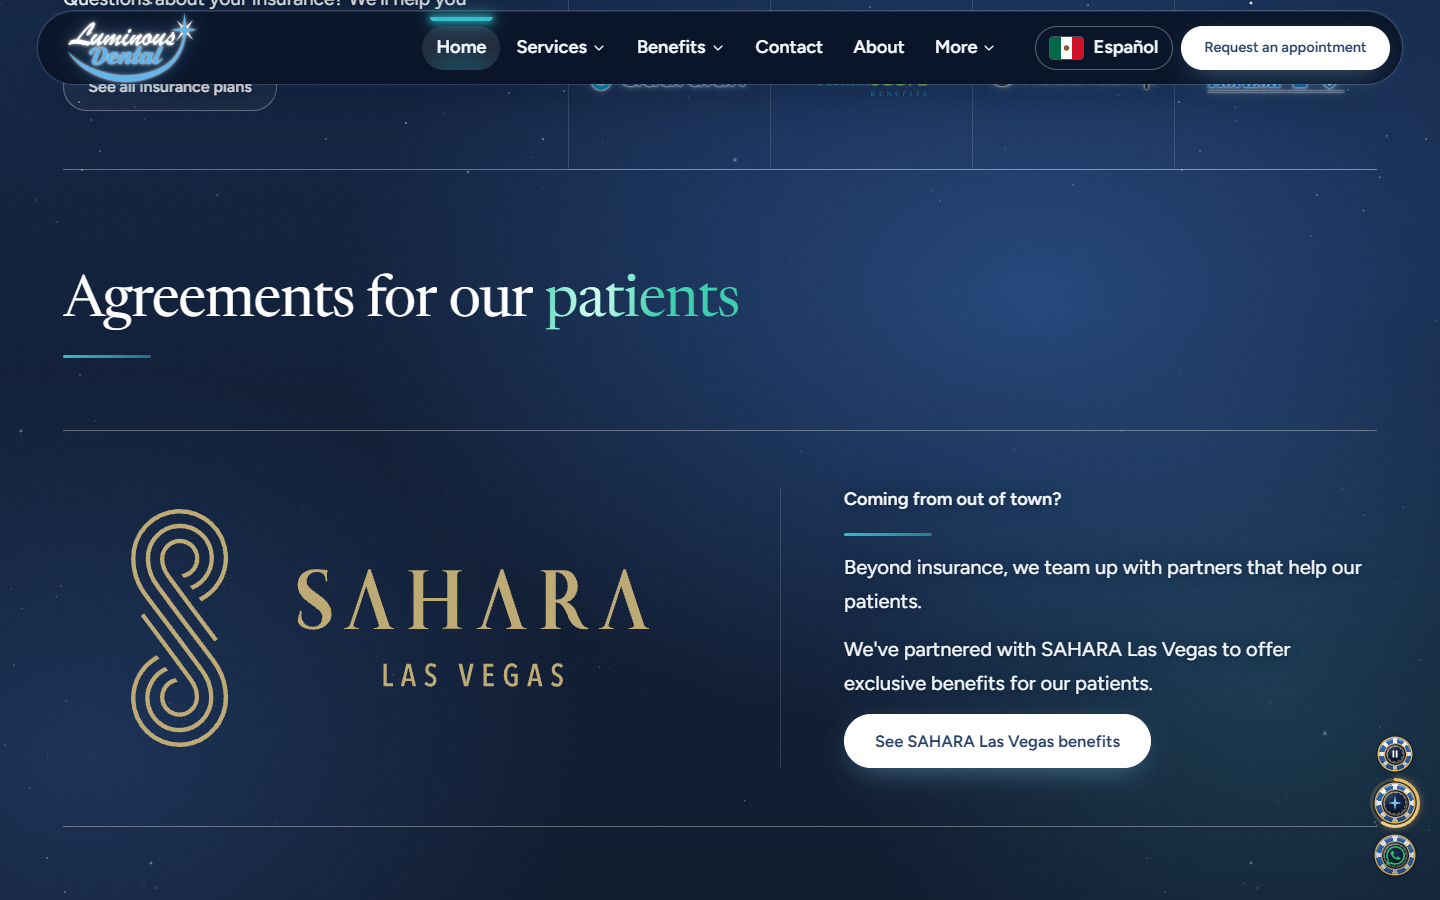 Questions about your insurance? We'll help you
Luminous
Dental
Home
Services
Benefits
Contact
About
More
Español
Request an appointment
See all insurance plans
BENEFITS
Agreements for our patients
SAHARA
LAS VEGAS
Coming from out of town?
Beyond insurance, we team up with partners that help our
patients.
We've partnered with SAHARA Las Vegas to offer
exclusive benefits for our patients.
See SAHARA Las Vegas benefits